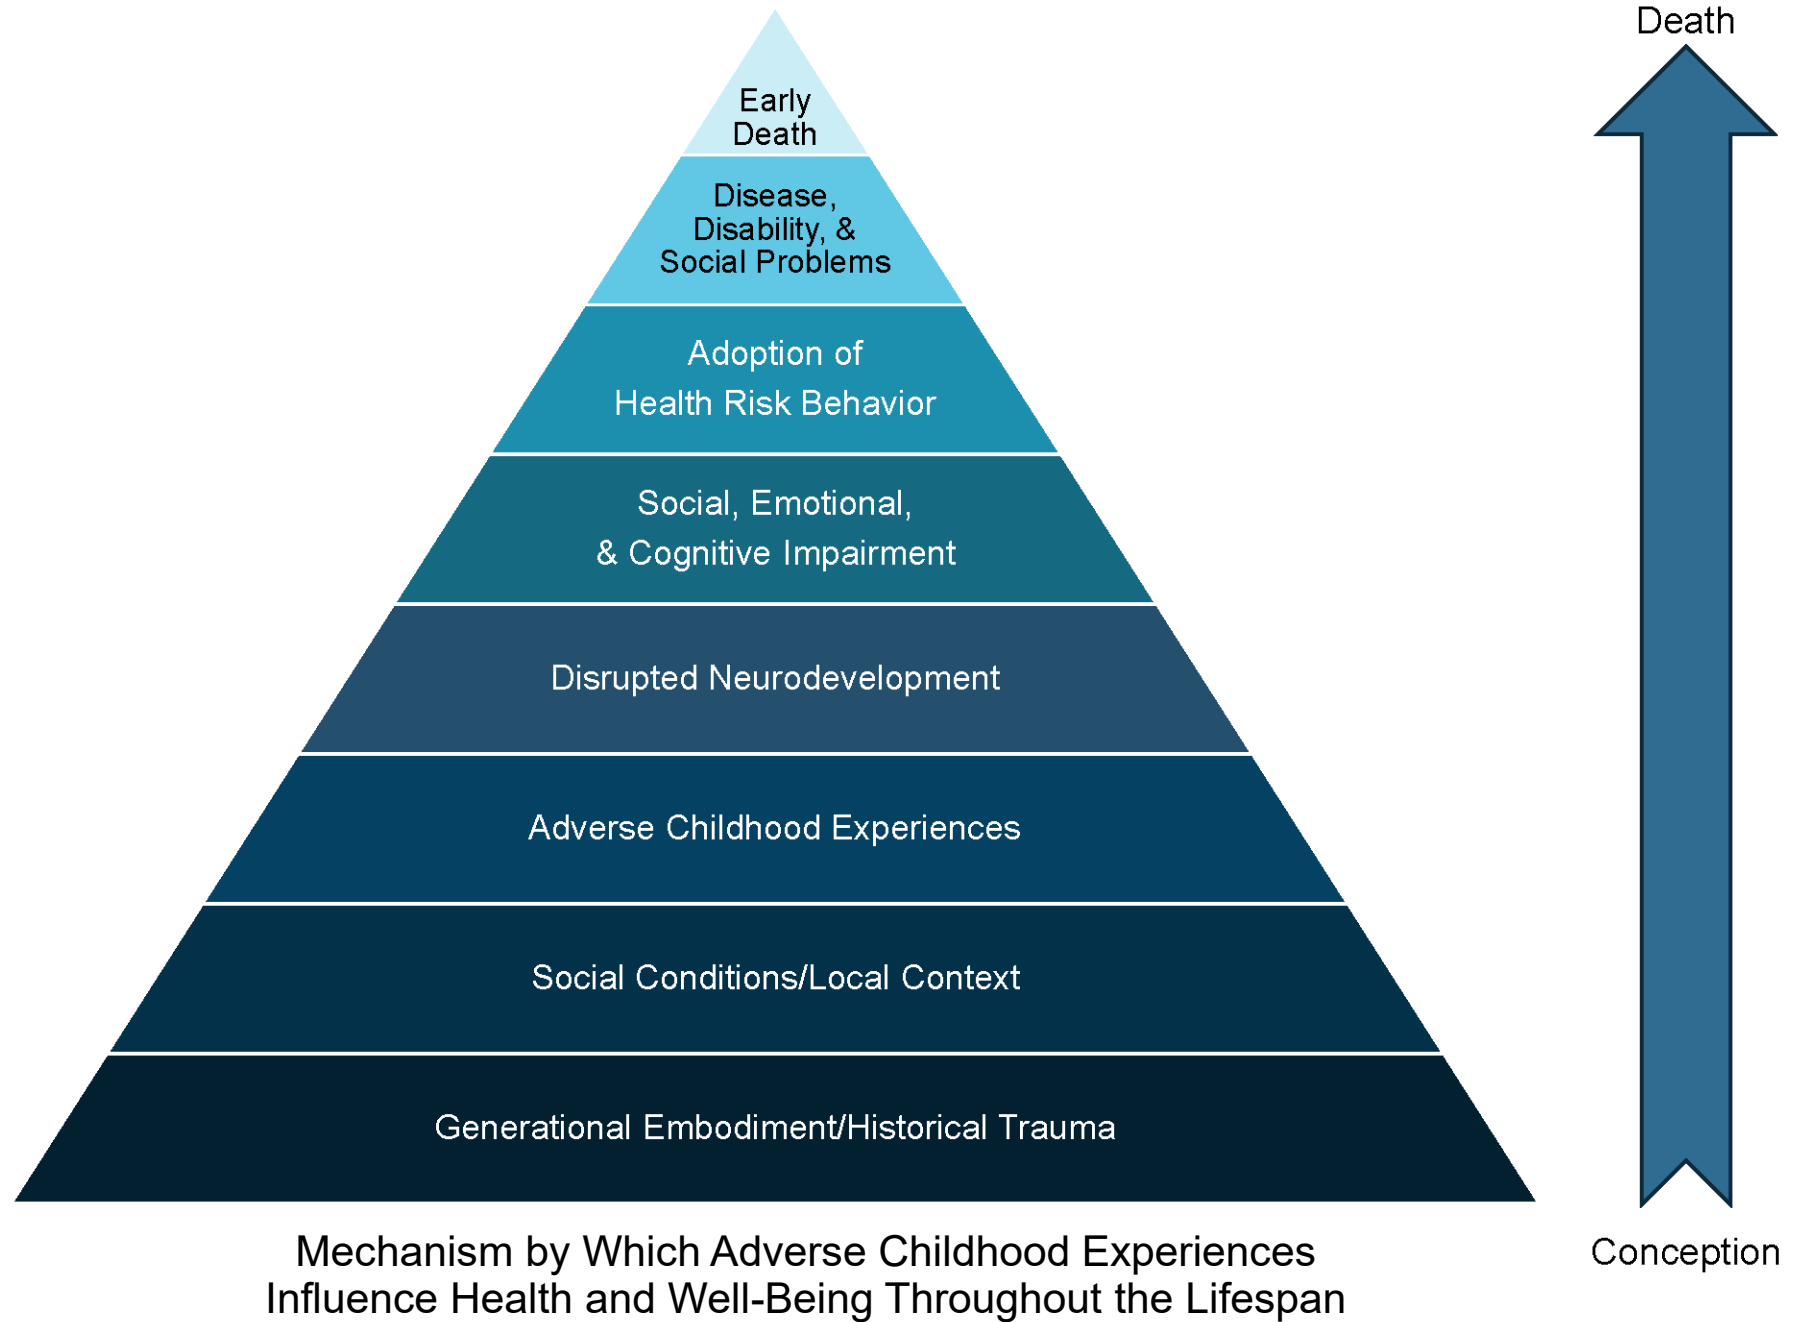 Death
Early
Death
Disease,
Disability, &
Social Problems
Adoption of
Health Risk Behavior
Social, Emotional,
& Cognitive Impairment
Disrupted Neurodevelopment
Adverse Childhood Experiences
Social Conditions/Local Context
Generational Embodiment/Historical Trauma
Conception
Mechanism by Which Adverse Childhood Experiences
Influence Health and Well-Being Throughout the Lifespan